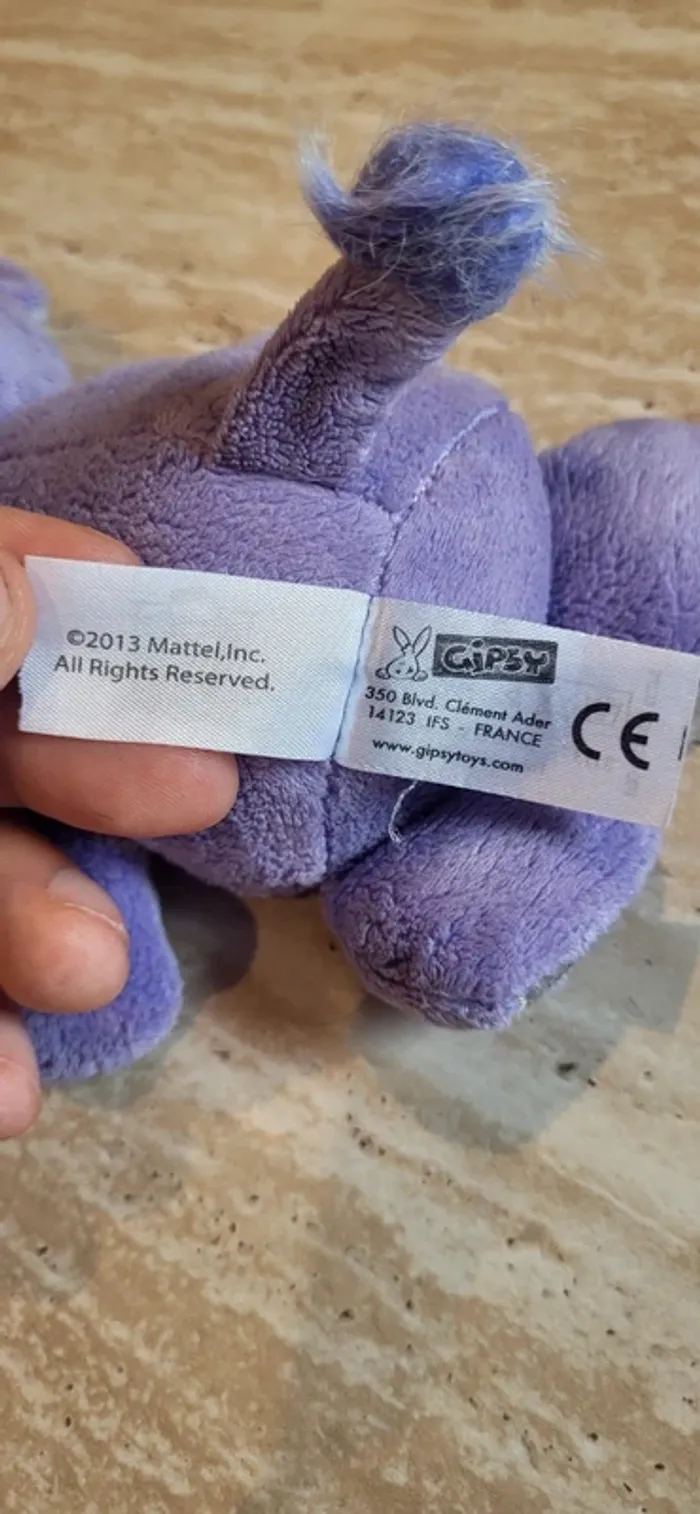 ©2013 Mattel,Inc.
All Rights Reserved.
GiPSY
350 Blvd. Clément Ader
14123 IFS - FRANCE
www.gipsytoys.com
CE